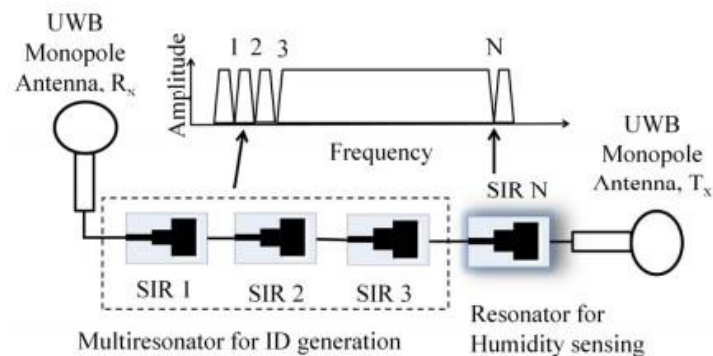 UWB
Monopole
Antenna, Rx
1 2 3 N
Amplitude
Frequency
UWB
Monopole
Antenna, Tx
SIR N
SIR 1
SIR 2
SIR 3
Multiresonator for ID generation
Resonator for
Humidity sensing